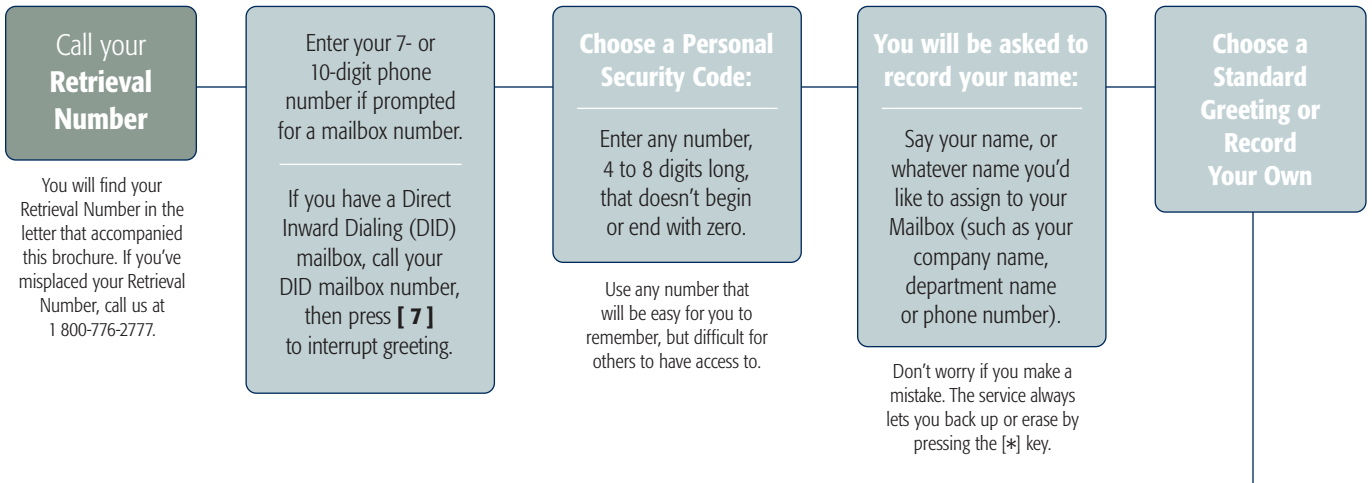 Call your
Retrieval
Number
You will find your
Retrieval Number in the
letter that accompanied
this brochure. If you've
misplaced your Retrieval
Number, call us at
1 800-776-2777.
Enter your 7- or
10-digit phone
number if prompted
for a mailbox number.
If you have a Direct
Inward Dialing (DID)
mailbox, call your
DID mailbox number,
then press [ 7 ]
to interrupt greeting.
Choose a Personal
Security Code:
Enter any number,
4 to 8 digits long,
that doesn't begin
or end with zero.
Use any number that
will be easy for you to
remember, but difficult for
others to have access to.
You will be asked to
record your name:
Say your name, or
whatever name you'd
like to assign to your
Mailbox (such as your
company name,
department name
or phone number).
Don't worry if you make a
mistake. The service always
lets you back up or erase by
pressing the [*] key.
Choose a
Standard
Greeting or
Record
Your Own